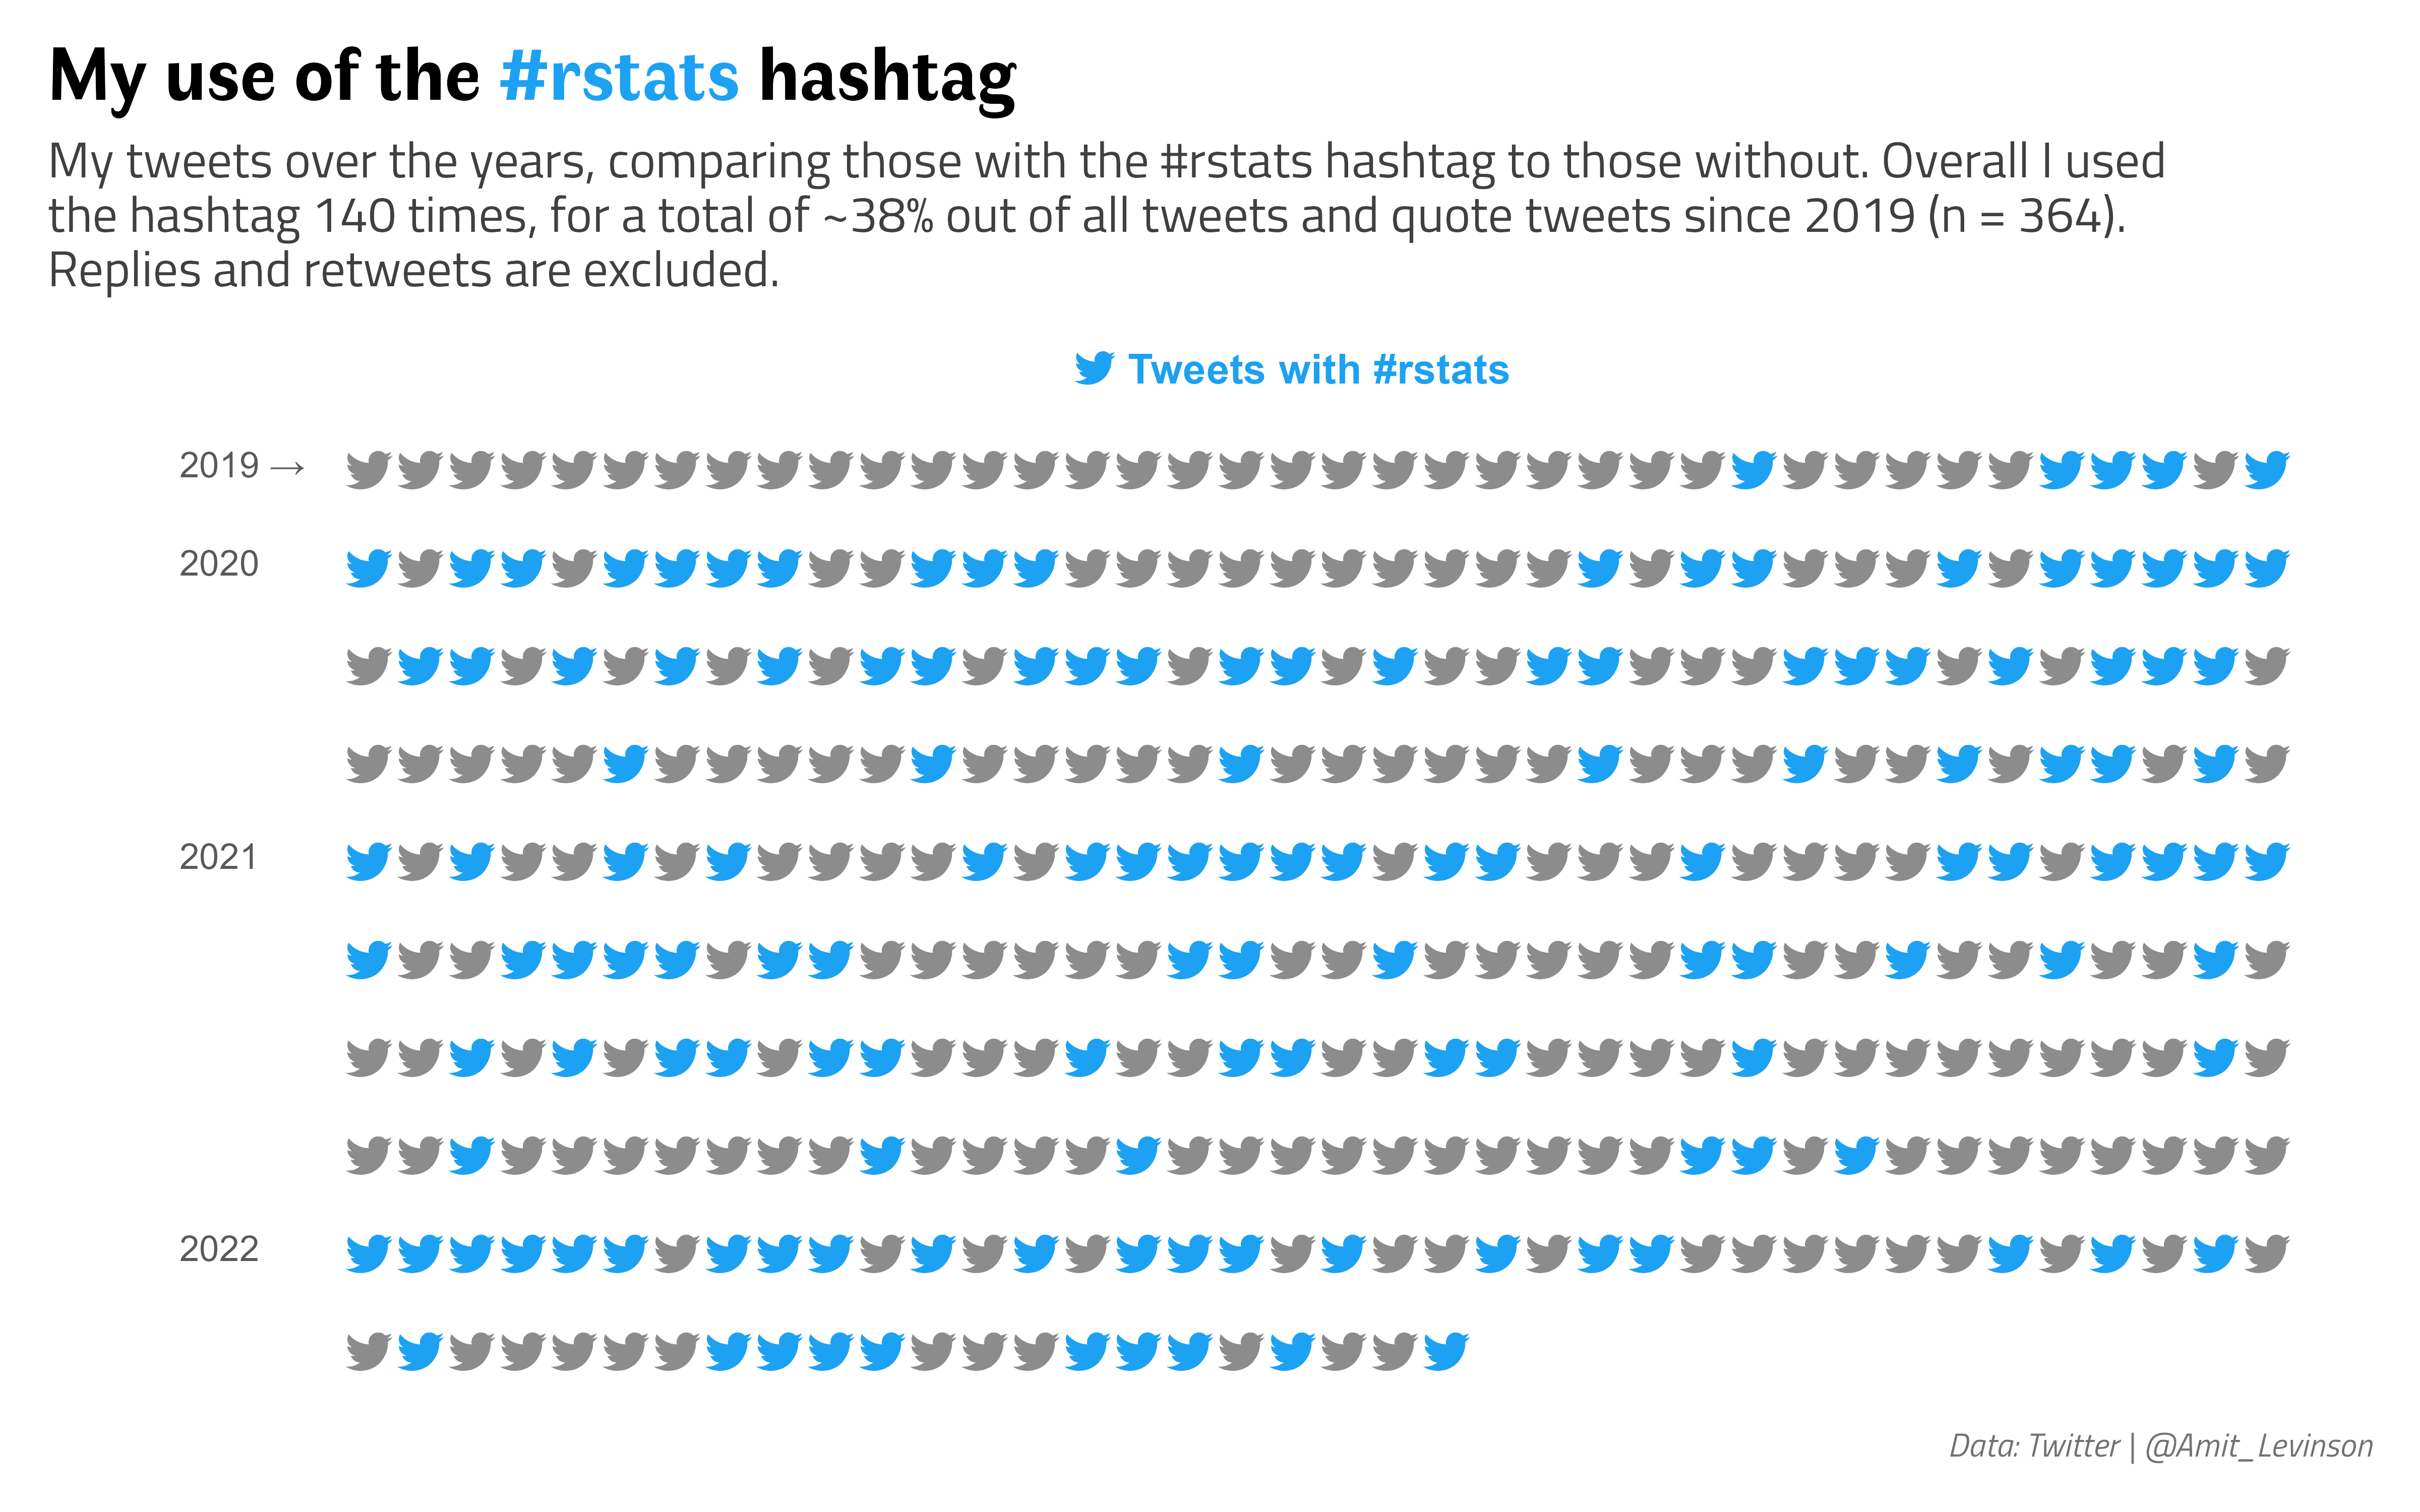 My use of the #rstats hashtag
My tweets over the years, comparing those with the #rstats hashtag to those without. Overall I used
the hashtag 140 times, for a total of ~38% out of all tweets and quote tweets since 2019 (n = 364).
Replies and retweets are excluded.
Tweets with #rstats
2019 →
2020
2021
2022
Data: Twitter | @Amit_Levinson